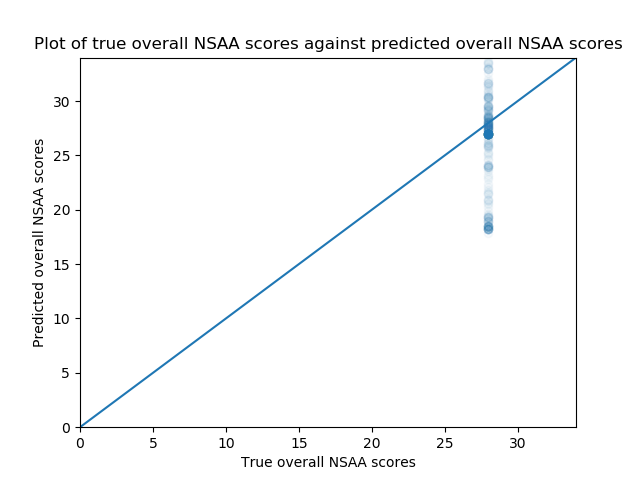 Plot of true overall NSAA scores against predicted overall NSAA scores
30
25
20
15
10
5
0
Predicted overall NSAA scores
0 5 10 15 20 25 30
True overall NSAA scores